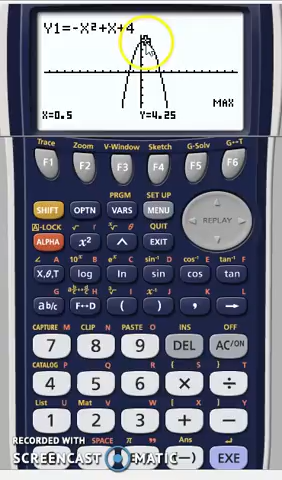 Y1=-X²+X+4
MAX
X=0.5 Y=4.25
Trace Zoom V-Window Sketch G-Solv G↔T
F1 F2 F3 F4 F5 F6
PRGM SET UP
SHIFT OPTN VARS MENU
REPLAY
A-LOCK QUIT
ALPHA x² ^ EXIT
X,θ,T log ln sin cos tan
ab/c F↔D ( ) , →
CAPTURE M CLIP N PASTE O INS OFF
7 8 9 DEL AC/ON
CATALOG P Q R S T
4 5 6 × ÷
List U Mat V W X Y
1 2 3 + −
SPACE π Ans
(−) EXE
RECORDED WITH
SCREENCAST MATIC